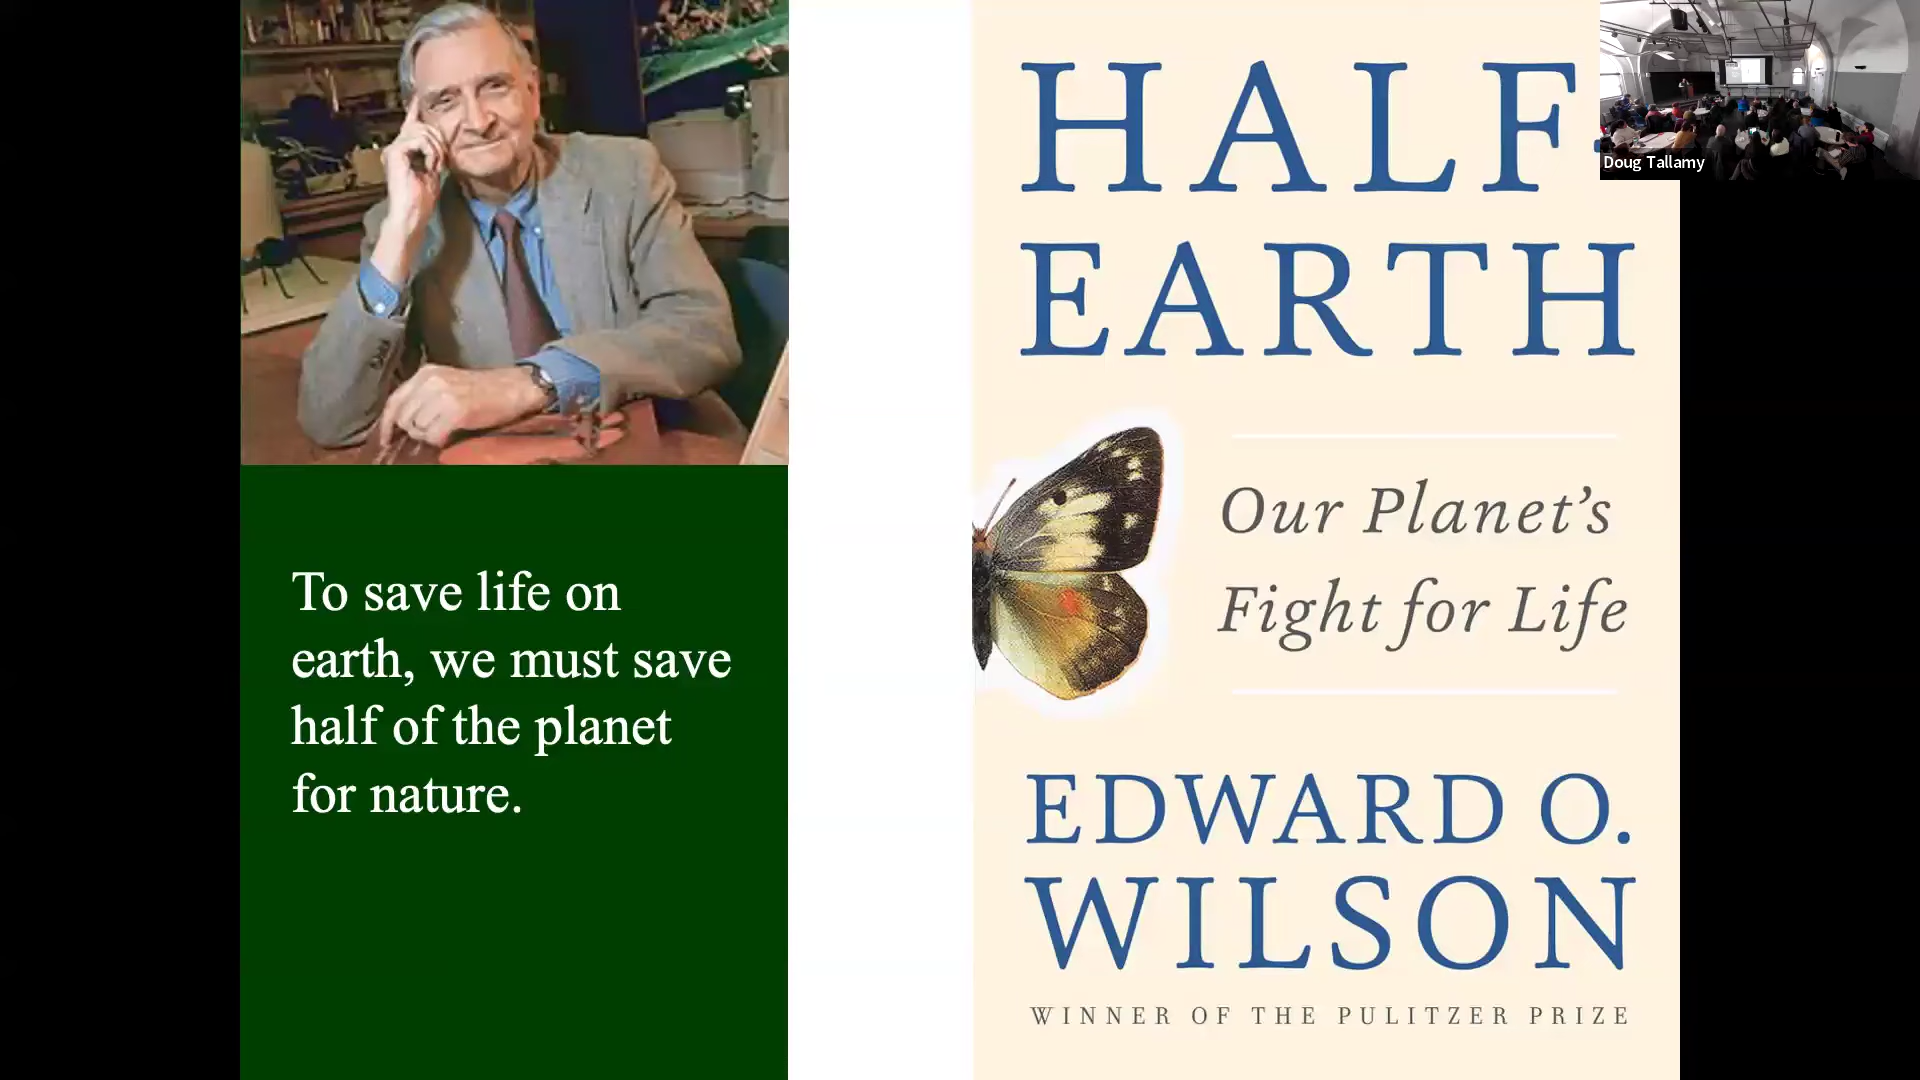 To save life on
earth, we must save
half of the planet
for nature.
HALF-
EARTH
Our Planet’s
Fight for Life
EDWARD O.
WILSON
WINNER OF THE PULITZER PRIZE
Doug Tallamy